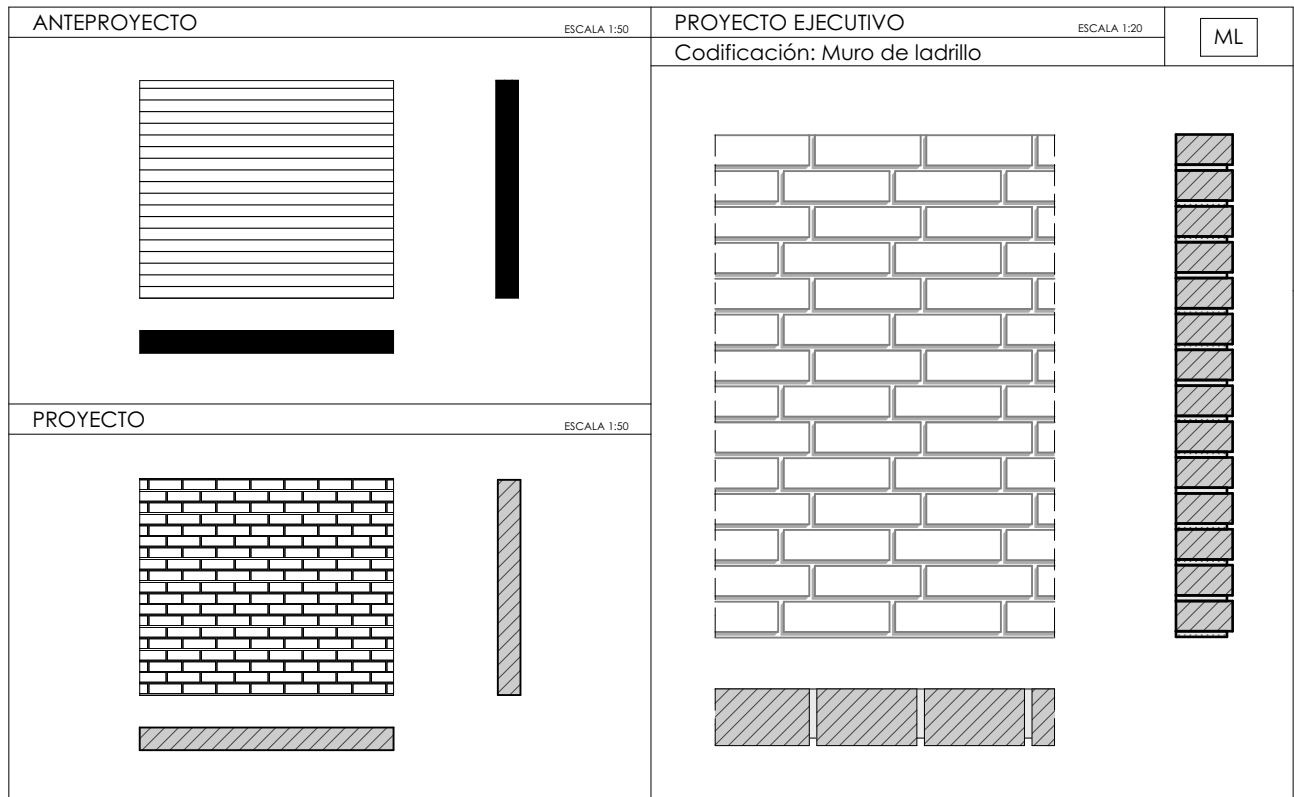 ANTEPROYECTO
ESCALA 1:50
PROYECTO
ESCALA 1:50
PROYECTO EJECUTIVO
ESCALA 1:20
Codificación: Muro de ladrillo
ML